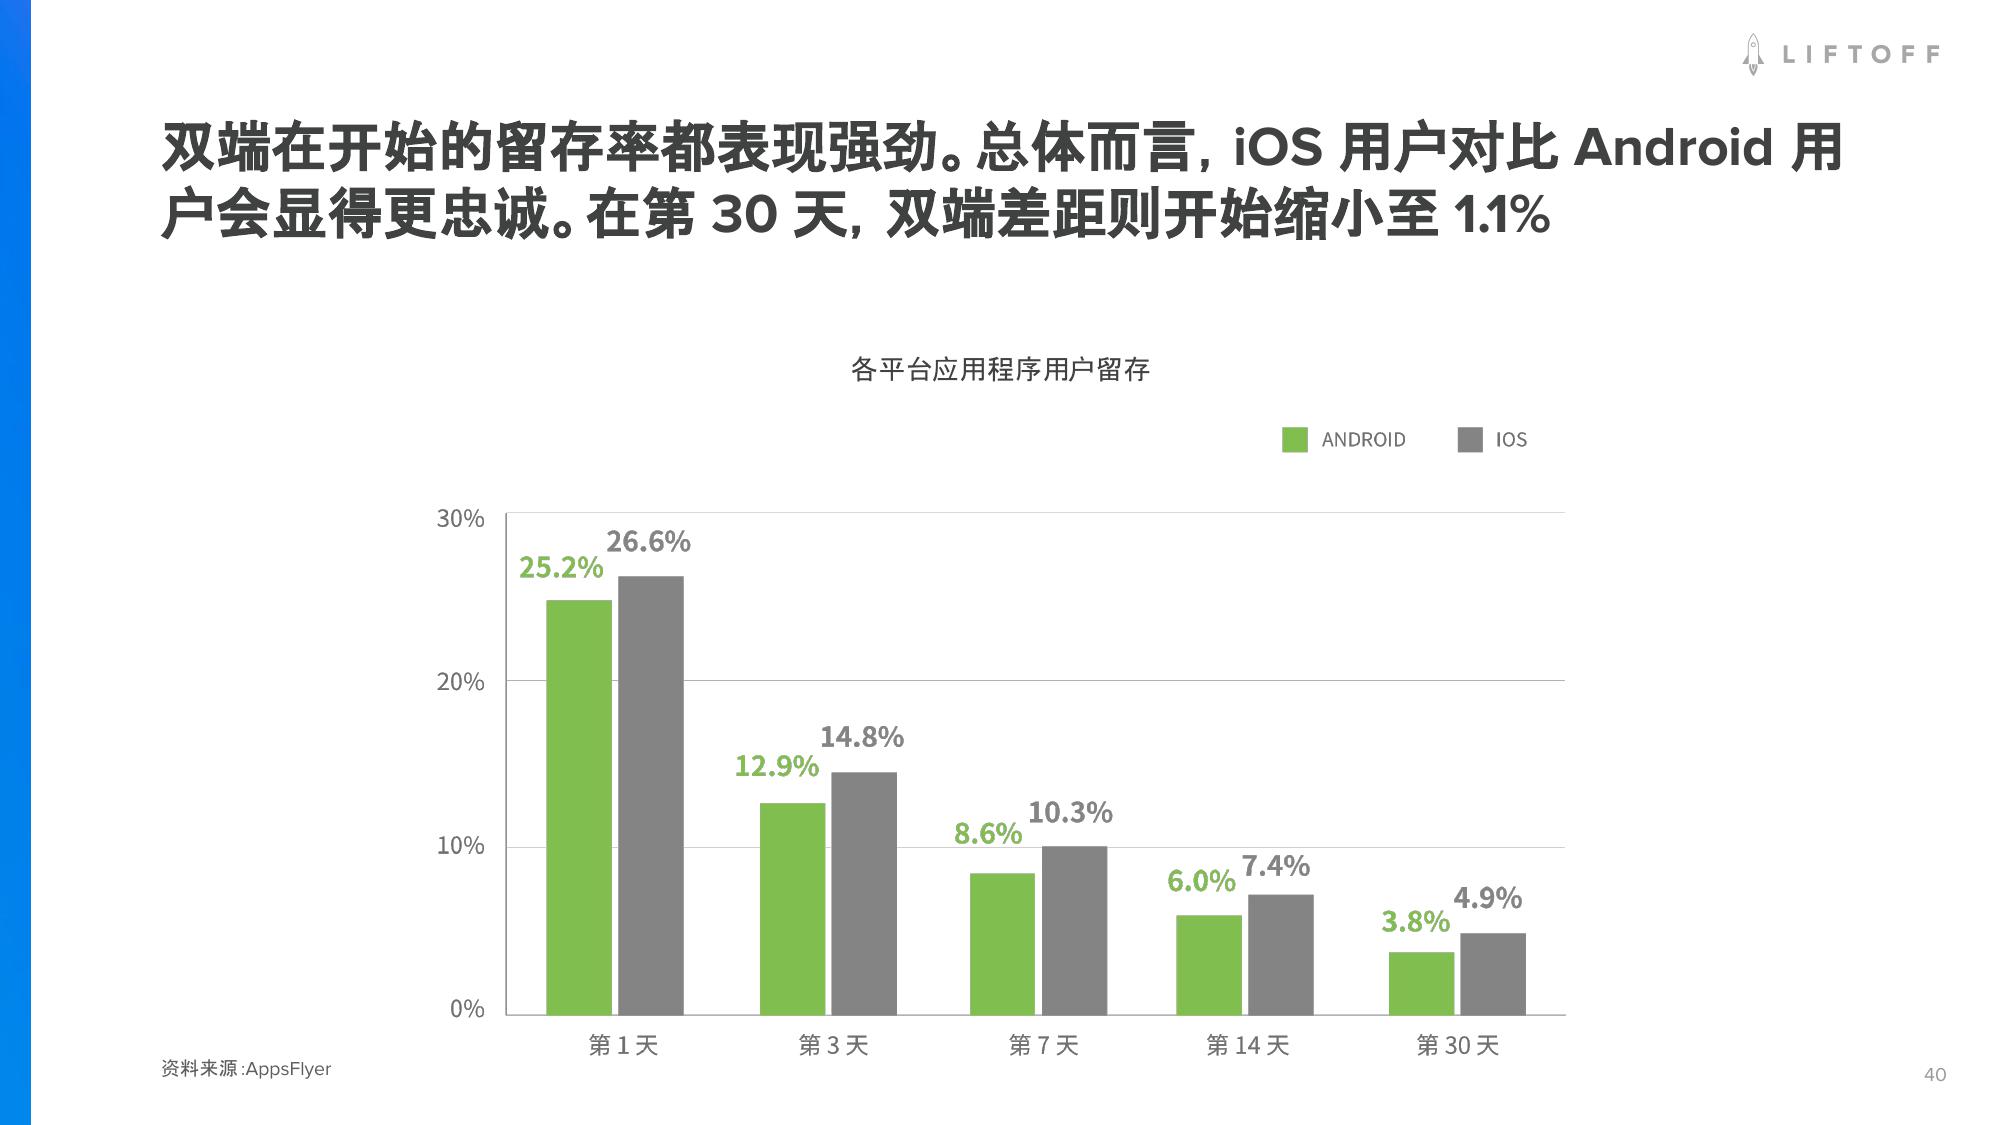 LIFTOFF
双端在开始的留存率都表现强劲。总体而言，iOS 用户对比 Android 用
户会显得更忠诚。在第 30 天，双端差距则开始缩小至 1.1%
各平台应用程序用户留存
ANDROID IOS
30%
26.6%
25.2%
20%
14.8%
12.9%
10.3%
8.6%
10%
7.4%
6.0%
4.9%
3.8%
0%
第 1 天 第 3 天 第 7 天 第 14 天 第 30 天
资料来源:AppsFlyer
40